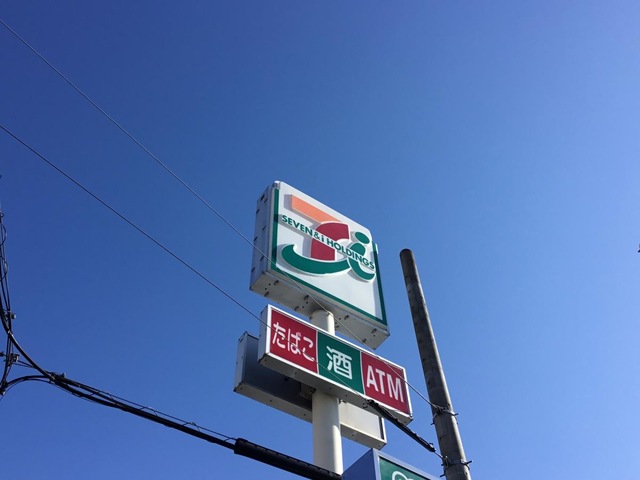 SEVEN & i HOLDINGS
たばこ 酒 ATM